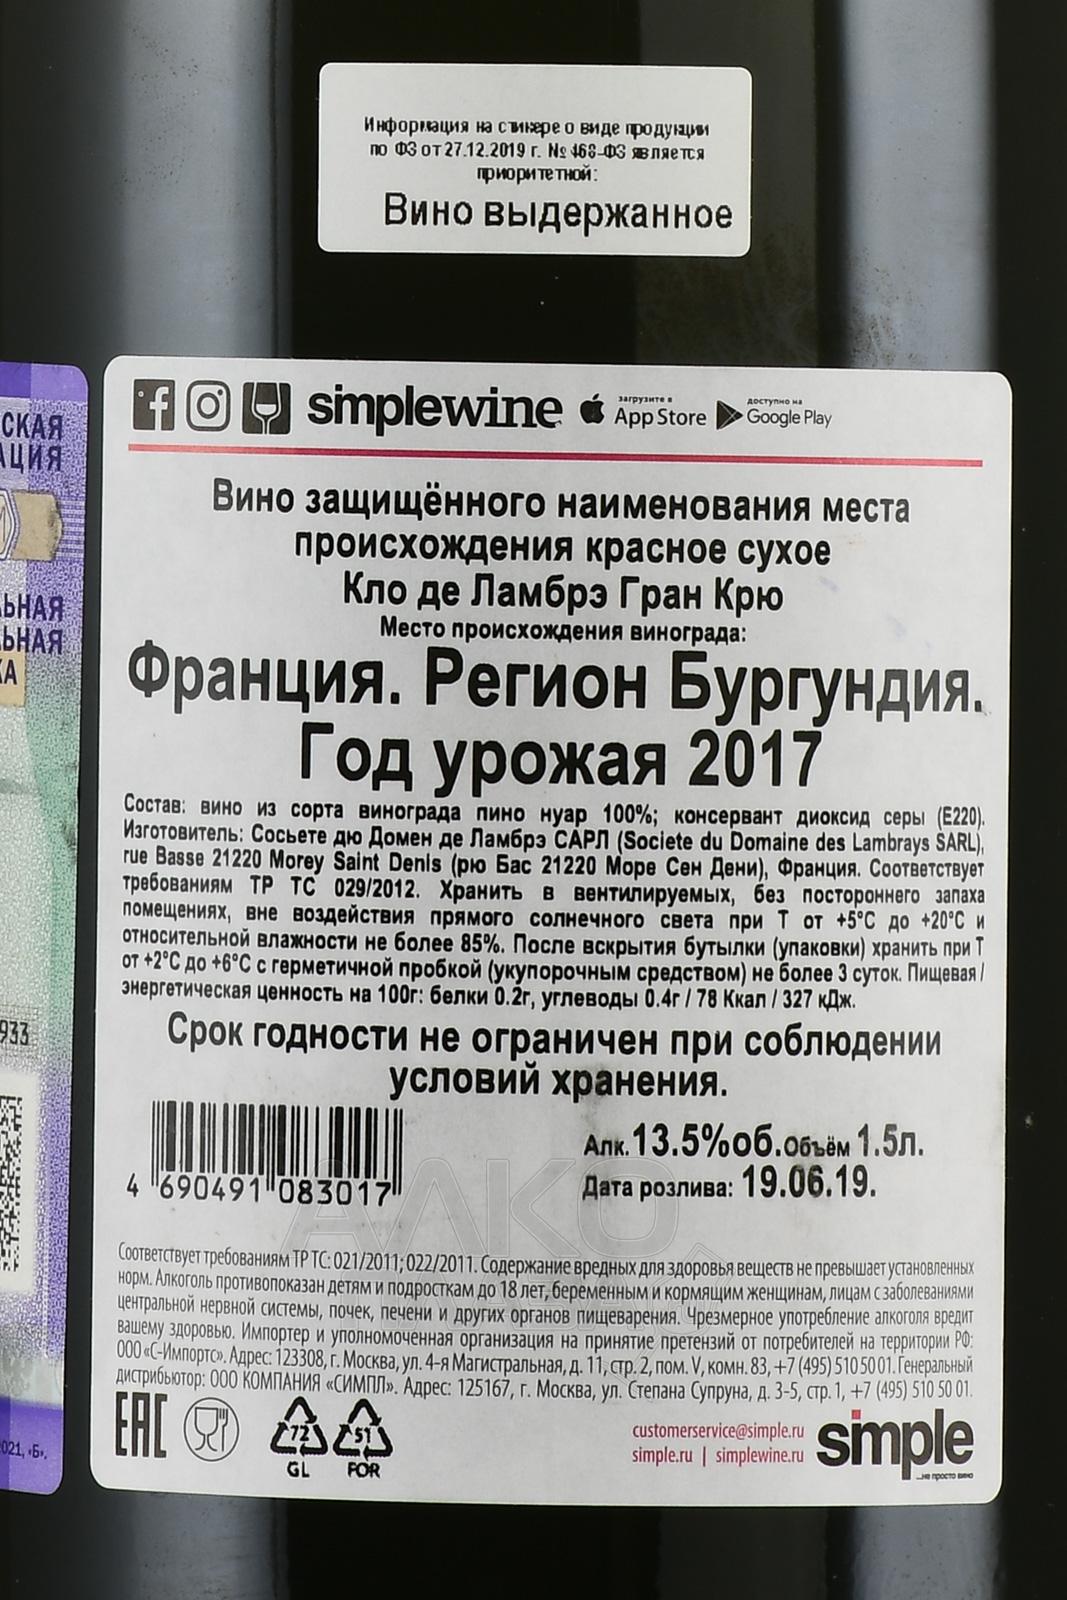 Информация на стикере о виде продукции
по ФЗ от 27.12.2019 г. № 468-ФЗ является
приоритетной:
Вино выдержанное
СКАЯ
АЦИЯ
ЬНАЯ
ЬНАЯ
КА
933
021, «Б».
simplewine загрузите в App Store доступно на Google Play
Вино защищённого наименования места
происхождения красное сухое
Кло де Ламбрэ Гран Крю
Место происхождения винограда:
Франция. Регион Бургундия.
Год урожая 2017
Состав: вино из сорта винограда пино нуар 100%; консервант диоксид серы (Е220).
Изготовитель: Сосьете дю Домен де Ламбрэ САРЛ (Societe du Domaine des Lambrays SARL),
rue Basse 21220 Morey Saint Denis (рю Бас 21220 Море Сен Дени), Франция. Соответствует
требованиям ТР ТС 029/2012. Хранить в вентилируемых, без постороннего запаха
помещениях, вне воздействия прямого солнечного света при Т от +5°С до +20°С и
относительной влажности не более 85%. После вскрытия бутылки (упаковки) хранить при Т
от +2°С до +6°С с герметичной пробкой (укупорочным средством) не более 3 суток. Пищевая /
энергетическая ценность на 100г: белки 0.2г, углеводы 0.4г / 78 Ккал / 327 кДж.
Срок годности не ограничен при соблюдении
условий хранения.
Алк. 13.5%об. Объём 1.5л.
Дата розлива: 19.06.19.
4 690491 083017
АЛКО
Соответствует требованиям ТР ТС: 021/2011; 022/2011. Содержание вредных для здоровья веществ не превышает установленных
норм. Алкоголь противопоказан детям и подросткам до 18 лет, беременным и кормящим женщинам, лицам с заболеваниями
центральной нервной системы, почек, печени и других органов пищеварения. Чрезмерное употребление алкоголя вредит
вашему здоровью. Импортер и уполномоченная организация на принятие претензий от потребителей на территории РФ:
ООО «С-Импортс». Адрес: 123308, г. Москва, ул. 4-я Магистральная, д. 11, стр. 2, пом. V, комн. 83, +7 (495) 510 50 01. Генеральный
дистрибьютор: ООО КОМПАНИЯ «СИМПЛ». Адрес: 125167, г. Москва, ул. Степана Супруна, д. 3-5, стр. 1, +7 (495) 510 50 01.
EAC
72
GL
51
FOR
customerservice@simple.ru
simple.ru | simplewine.ru
simple
...не просто вино